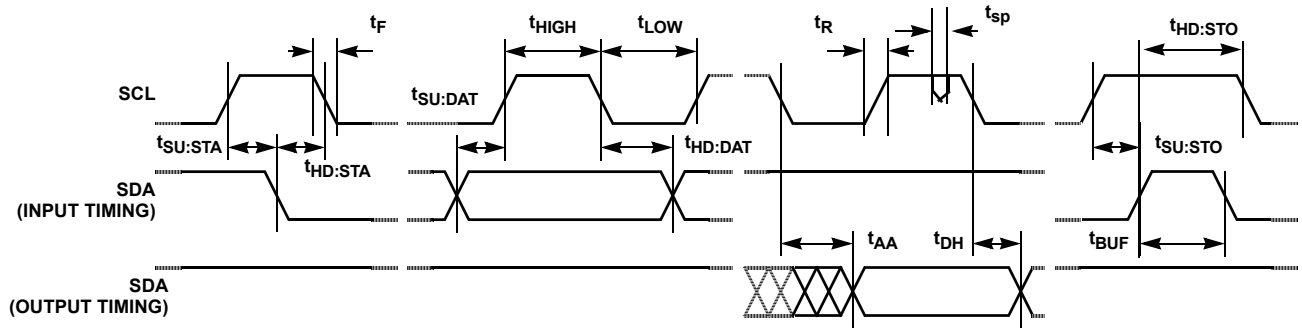 tF
tHIGH
tLOW
tR
tsp
tHD:STO
SCL
tSU:DAT
tSU:STA
tHD:STA
tHD:DAT
tSU:STO
SDA
(INPUT TIMING)
tAA
tDH
tBUF
SDA
(OUTPUT TIMING)